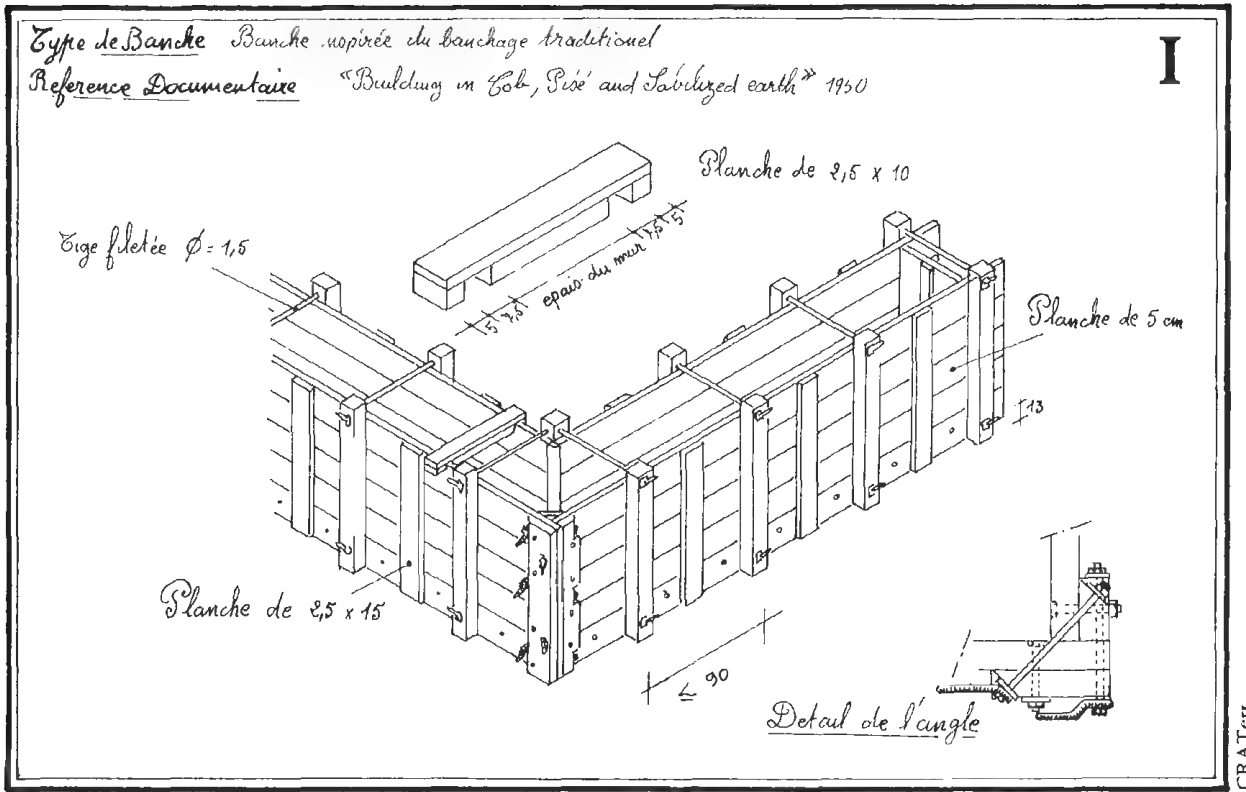 Type de Banche Banche inspirée du banchage traditionel
Reference Documentaire "Building in Cob, Pisé and Stabilized earth" 1950
I
Planche de 2,5 x 10
Tige filetée Ø = 1,5
5 7,5 epais. du mur 7,5 5
Planche de 5 cm
13
Planche de 2,5 x 15
≤ 90
Detail de l'angle